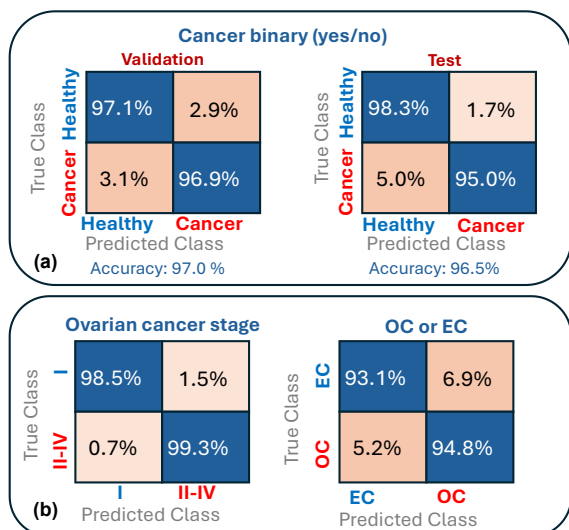 Cancer binary (yes/no)
Validation
True Class
Healthy
Cancer
97.1% 2.9%
3.1% 96.9%
Healthy Cancer
Predicted Class
Accuracy: 97.0 %
Test
True Class
Healthy
Cancer
98.3% 1.7%
5.0% 95.0%
Healthy Cancer
Predicted Class
Accuracy: 96.5%
(a)
Ovarian cancer stage
True Class
I
II-IV
98.5% 1.5%
0.7% 99.3%
I II-IV
Predicted Class
OC or EC
True Class
EC
OC
93.1% 6.9%
5.2% 94.8%
EC OC
Predicted Class
(b)